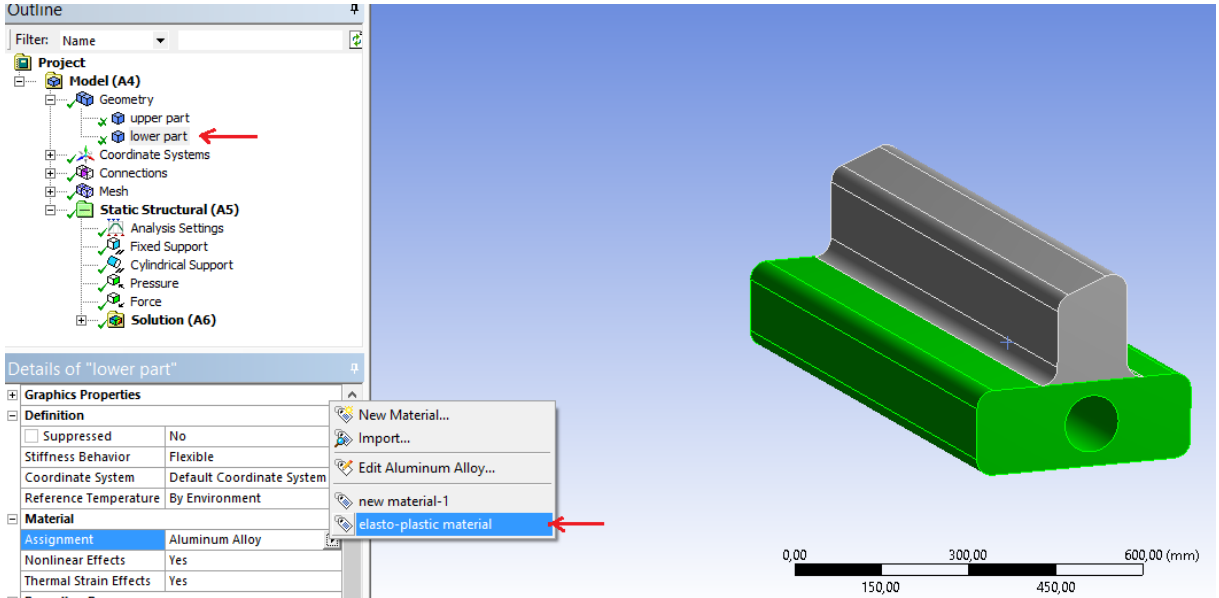 Outline
Filter: Name
Project
Model (A4)
Geometry
upper part
lower part
Coordinate Systems
Connections
Mesh
Static Structural (A5)
Analysis Settings
Fixed Support
Cylindrical Support
Pressure
Force
Solution (A6)
Details of "lower part"
Graphics Properties
Definition
Suppressed No
Stiffness Behavior Flexible
Coordinate System Default Coordinate System
Reference Temperature By Environment
Material
Assignment Aluminum Alloy
Nonlinear Effects Yes
Thermal Strain Effects Yes
New Material...
Import...
Edit Aluminum Alloy...
new material-1
elasto-plastic material
0,00 300,00 600,00 (mm)
150,00 450,00